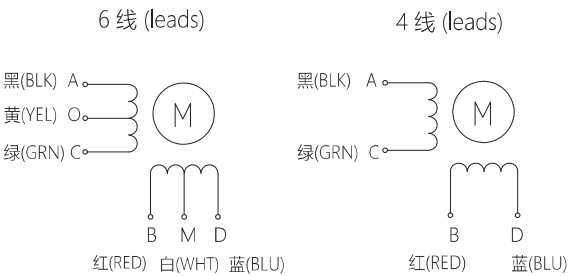 6 线 (leads)
黑(BLK) A
黄(YEL) O
绿(GRN) C
M
B M D
红(RED) 白(WHT) 蓝(BLU)
4 线 (leads)
黑(BLK) A
绿(GRN) C
M
B D
红(RED) 蓝(BLU)